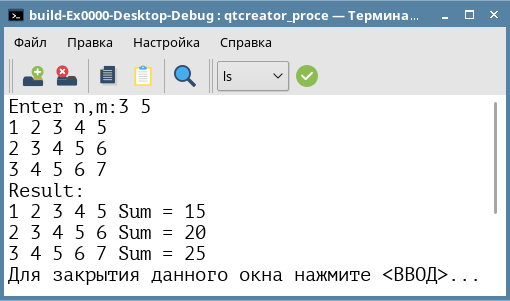 build-Ex0000-Desktop-Debug : qtcreator_proce — Термина...
Файл Правка Настройка Справка
ls
Enter n,m:3 5
1 2 3 4 5
2 3 4 5 6
3 4 5 6 7
Result:
1 2 3 4 5 Sum = 15
2 3 4 5 6 Sum = 20
3 4 5 6 7 Sum = 25
Для закрытия данного окна нажмите <ВВОД>...